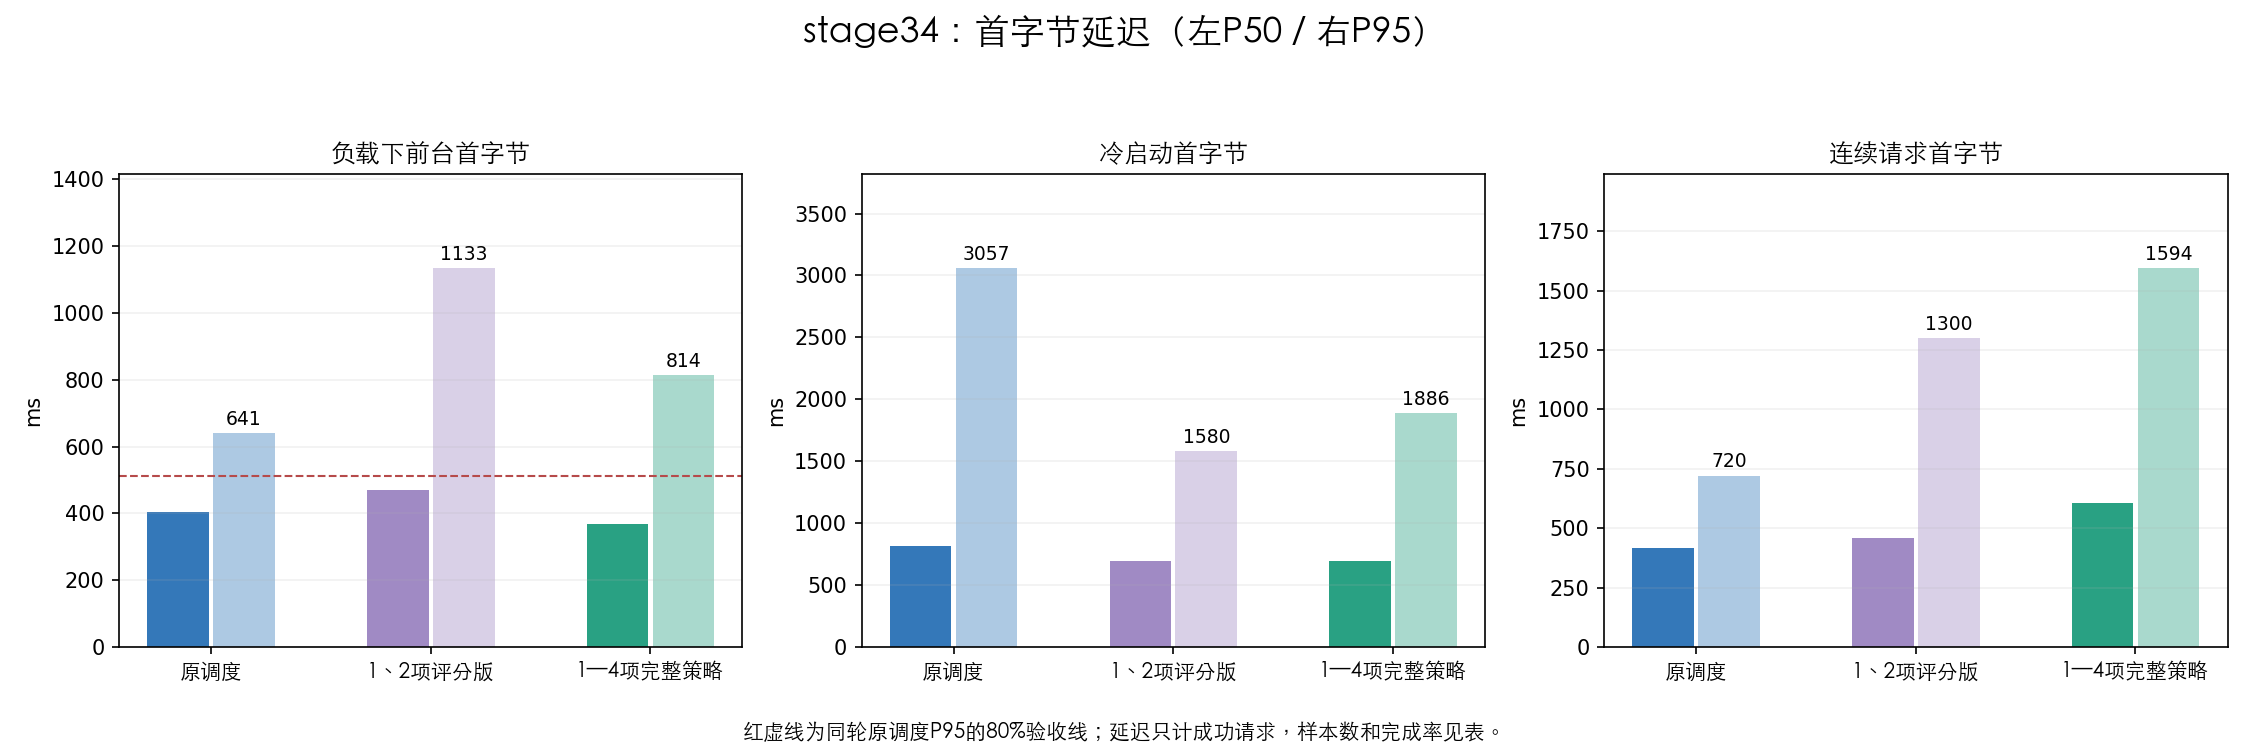 stage34：首字节延迟（左P50 / 右P95）
负载下前台首字节
1400
1200
1000
800
600
400
200
0
ms
641
1133
814
原调度
1、2项评分版
1—4项完整策略
冷启动首字节
3500
3000
2500
2000
1500
1000
500
0
ms
3057
1580
1886
原调度
1、2项评分版
1—4项完整策略
连续请求首字节
1750
1500
1250
1000
750
500
250
0
ms
720
1300
1594
原调度
1、2项评分版
1—4项完整策略
红虚线为同轮原调度P95的80%验收线；延迟只计成功请求，样本数和完成率见表。